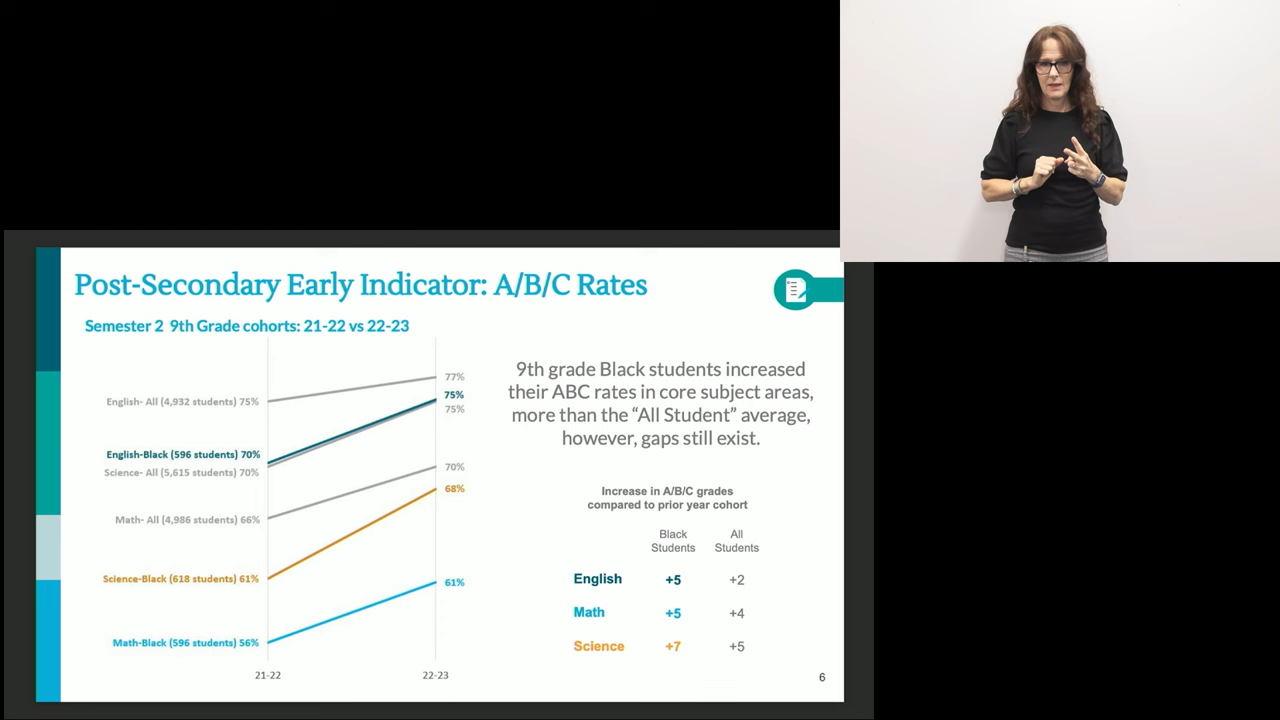 Post-Secondary Early Indicator: A/B/C Rates
Semester 2 9th Grade cohorts: 21-22 vs 22-23
English- All (4,932 students) 75%
77%
English-Black (596 students) 70%
75%
Science- All (5,615 students) 70%
75%
Math- All (4,986 students) 66%
70%
Science-Black (618 students) 61%
68%
Math-Black (596 students) 56%
61%
21-22
22-23
9th grade Black students increased
their ABC rates in core subject areas,
more than the “All Student” average,
however, gaps still exist.
Increase in A/B/C grades
compared to prior year cohort
Black
Students
All
Students
English +5 +2
Math +5 +4
Science +7 +5
6